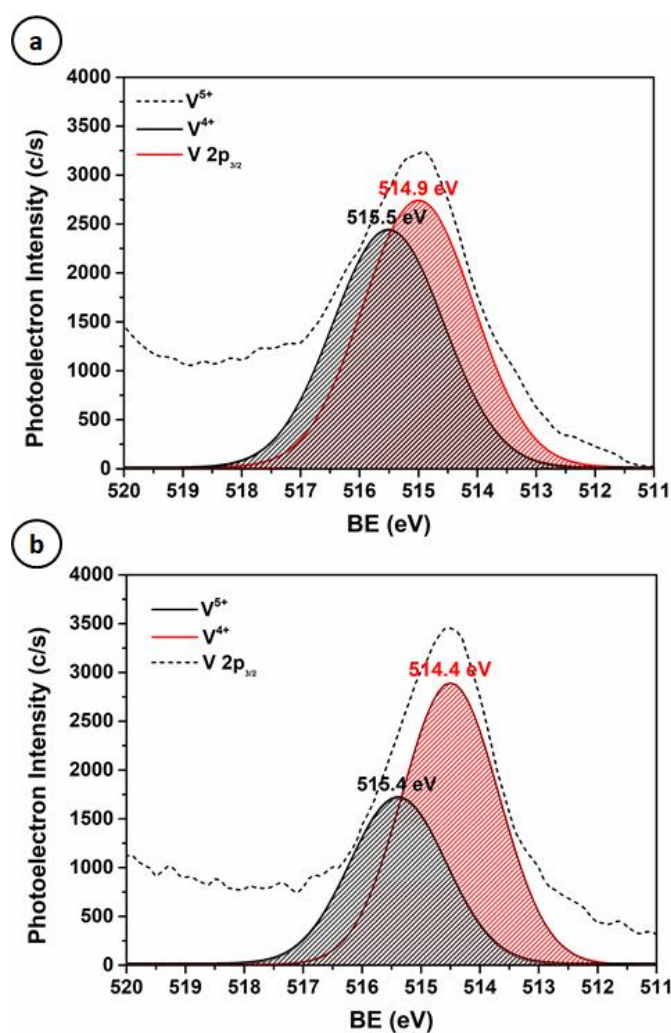 a
4000
3500
3000
2500
2000
1500
1000
500
0
Photoelectron Intensity (c/s)
V⁵⁺
V⁴⁺
V 2p₃/₂
514.9 eV
515.5 eV
520 519 518 517 516 515 514 513 512 511
BE (eV)
b
4000
3500
3000
2500
2000
1500
1000
500
0
Photoelectron Intensity (c/s)
V⁵⁺
V⁴⁺
V 2p₃/₂
514.4 eV
515.4 eV
520 519 518 517 516 515 514 513 512 511
BE (eV)